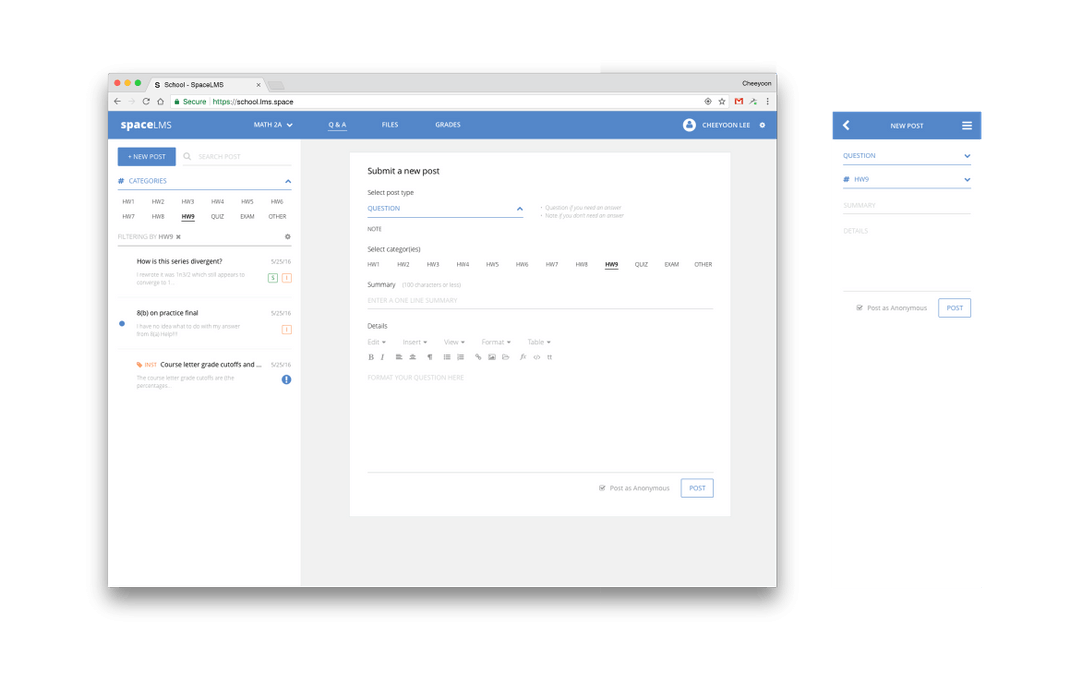 S School - SpaceLMS ×
Cheeyoon
Secure https://school.lms.space
spaceLMS MATH 2A Q & A FILES GRADES CHEEYOON LEE
+ NEW POST SEARCH POST
# CATEGORIES
HW1 HW2 HW3 HW4 HW5 HW6
HW7 HW8 HW9 QUIZ EXAM OTHER
FILTERING BY HW9 ×
How is this series divergent? 5/25/16
I rewrote it was 1n3/2 which still appears to
converge to 1...
S I
8(b) on practice final 5/25/16
I have no idea what to do with my answer
from 8(a) Help!!!
I
INST Course letter grade cutoffs and ... 5/25/16
The course letter grade cutoffs are (the
percentages...
Submit a new post
Select post type
QUESTION
• Question if you need an answer
• Note if you don't need an answer
NOTE
Select categor(ies)
HW1 HW2 HW3 HW4 HW5 HW6 HW7 HW8 HW9 QUIZ EXAM OTHER
Summary (100 characters or less)
ENTER A ONE LINE SUMMARY
Details
Edit Insert View Format Table
B I
FORMAT YOUR QUESTION HERE
Post as Anonymous POST
NEW POST
QUESTION
# HW9
SUMMARY
DETAILS
Post as Anonymous POST